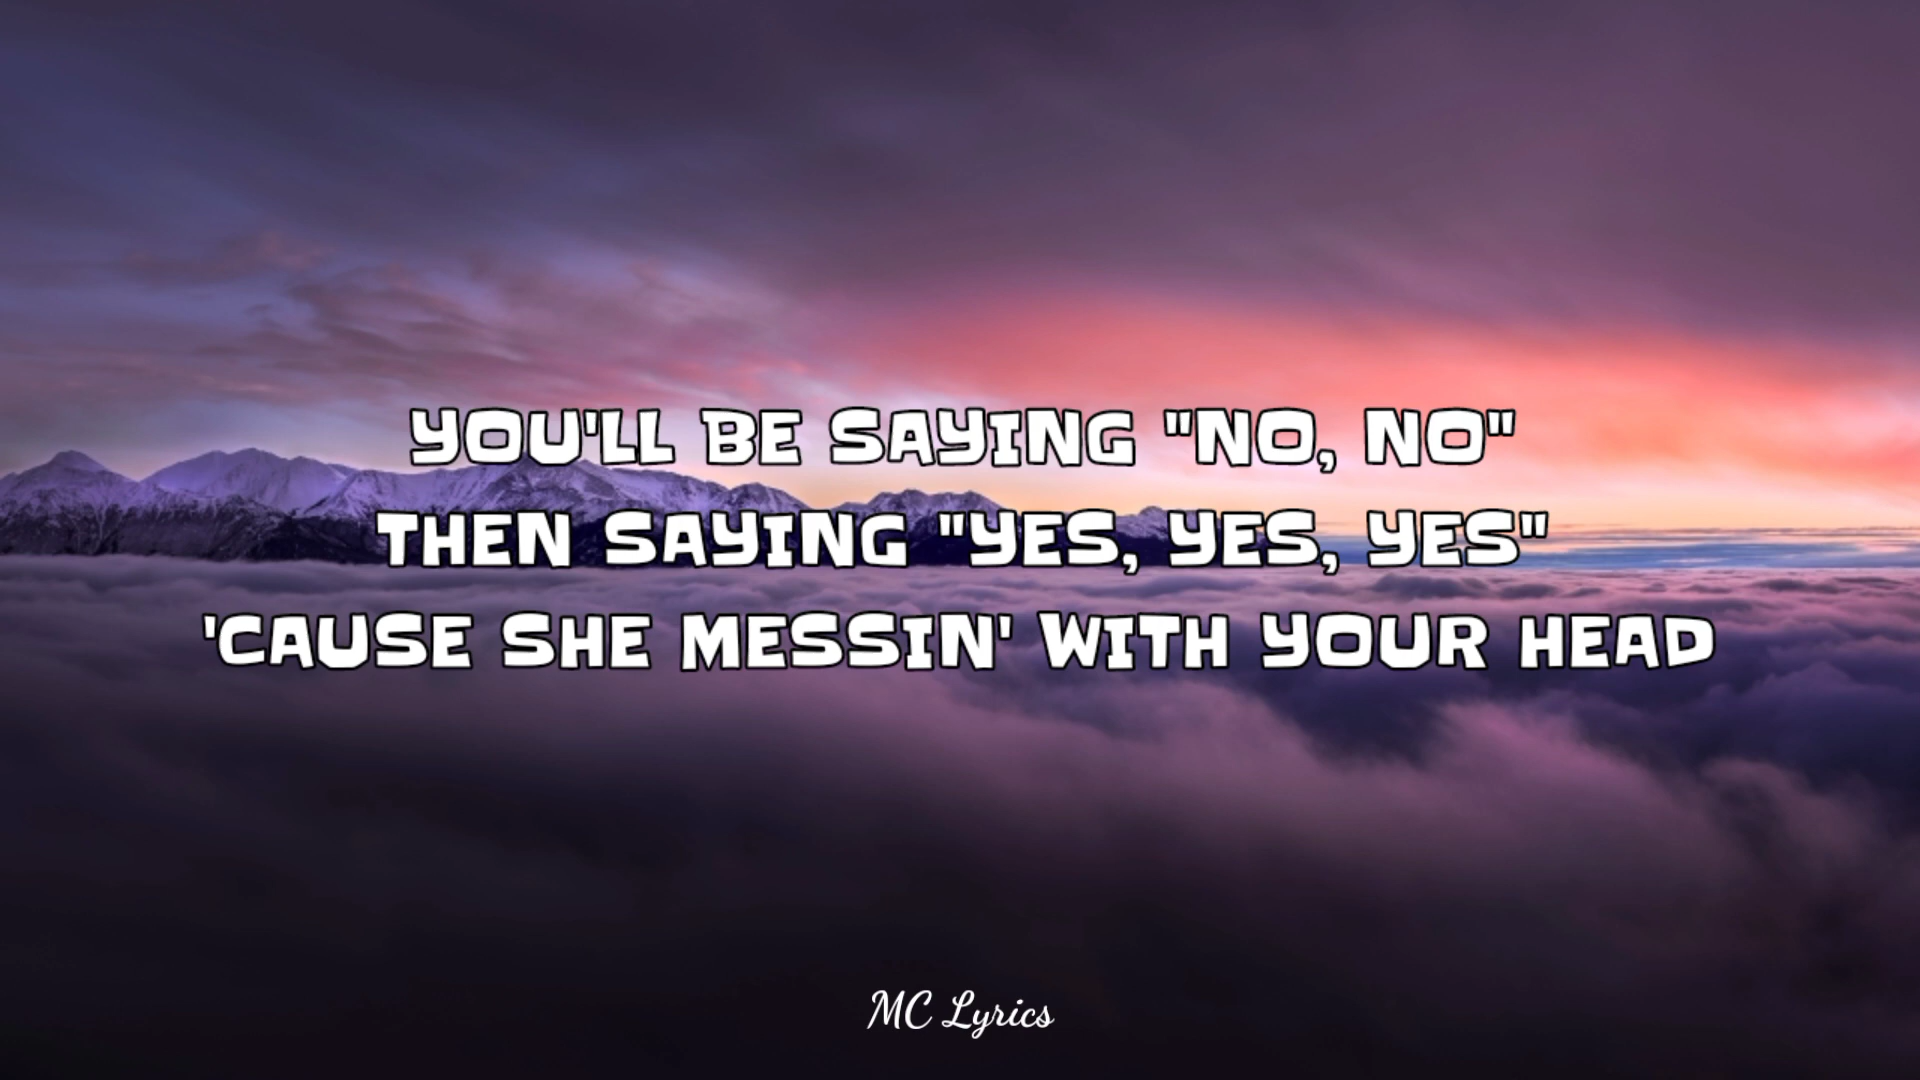 YOU'LL BE SAYING "NO, NO"
THEN SAYING "YES, YES, YES"
'CAUSE SHE MESSIN' WITH YOUR HEAD
MC Lyrics